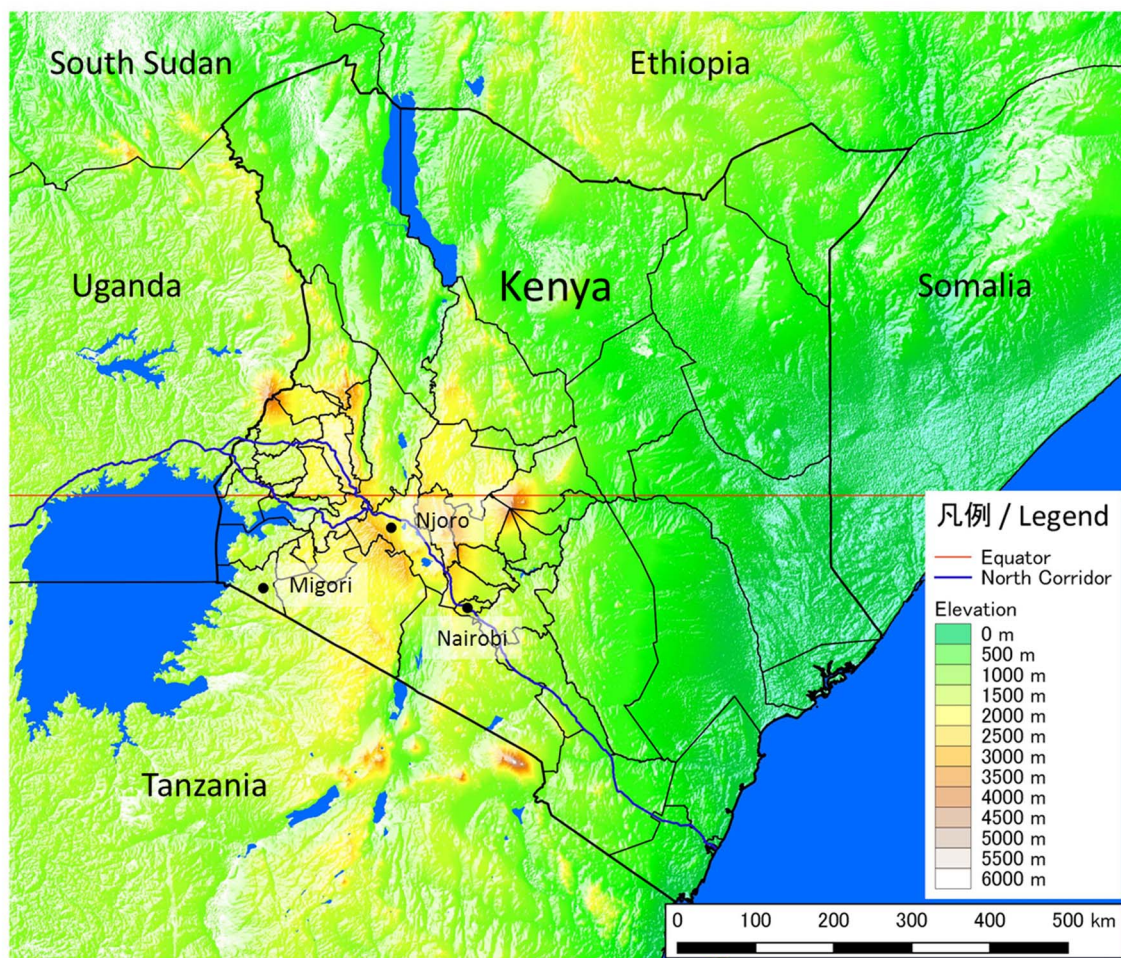 South Sudan
Ethiopia
Uganda
Kenya
Somalia
Njoro
Migori
Nairobi
Tanzania
凡例 / Legend
Equator
North Corridor
Elevation
0 m
500 m
1000 m
1500 m
2000 m
2500 m
3000 m
3500 m
4000 m
4500 m
5000 m
5500 m
6000 m
0 100 200 300 400 500 km